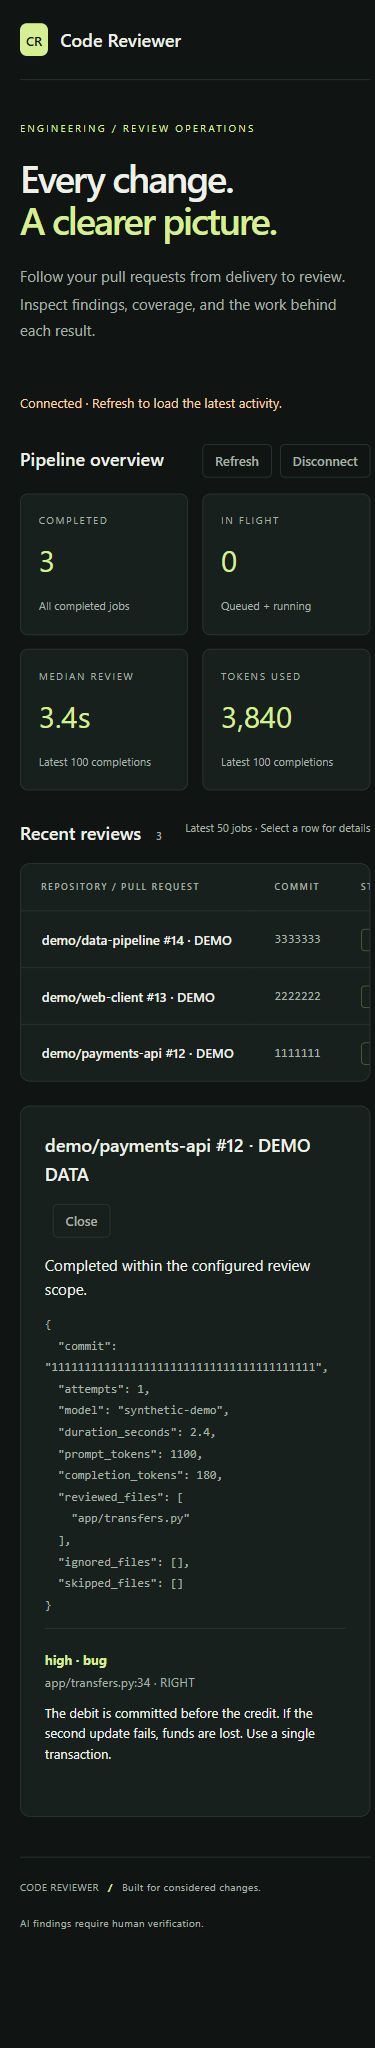 CR Code Reviewer
ENGINEERING / REVIEW OPERATIONS
Every change.
A clearer picture.
Follow your pull requests from delivery to review.
Inspect findings, coverage, and the work behind
each result.
Connected · Refresh to load the latest activity.
Pipeline overview Refresh Disconnect
COMPLETED
3
All completed jobs
IN FLIGHT
0
Queued + running
MEDIAN REVIEW
3.4s
Latest 100 completions
TOKENS USED
3,840
Latest 100 completions
Recent reviews 3 Latest 50 jobs · Select a row for details
REPOSITORY / PULL REQUEST COMMIT ST
demo/data-pipeline #14 · DEMO 3333333
demo/web-client #13 · DEMO 2222222
demo/payments-api #12 · DEMO 1111111
demo/payments-api #12 · DEMO
DATA
Close
Completed within the configured review
scope.
{
"commit":
"1111111111111111111111111111111111111111",
"attempts": 1,
"model": "synthetic-demo",
"duration_seconds": 2.4,
"prompt_tokens": 1100,
"completion_tokens": 180,
"reviewed_files": [
"app/transfers.py"
],
"ignored_files": [],
"skipped_files": []
}
high · bug
app/transfers.py:34 · RIGHT
The debit is committed before the credit. If the
second update fails, funds are lost. Use a single
transaction.
CODE REVIEWER / Built for considered changes.
AI findings require human verification.